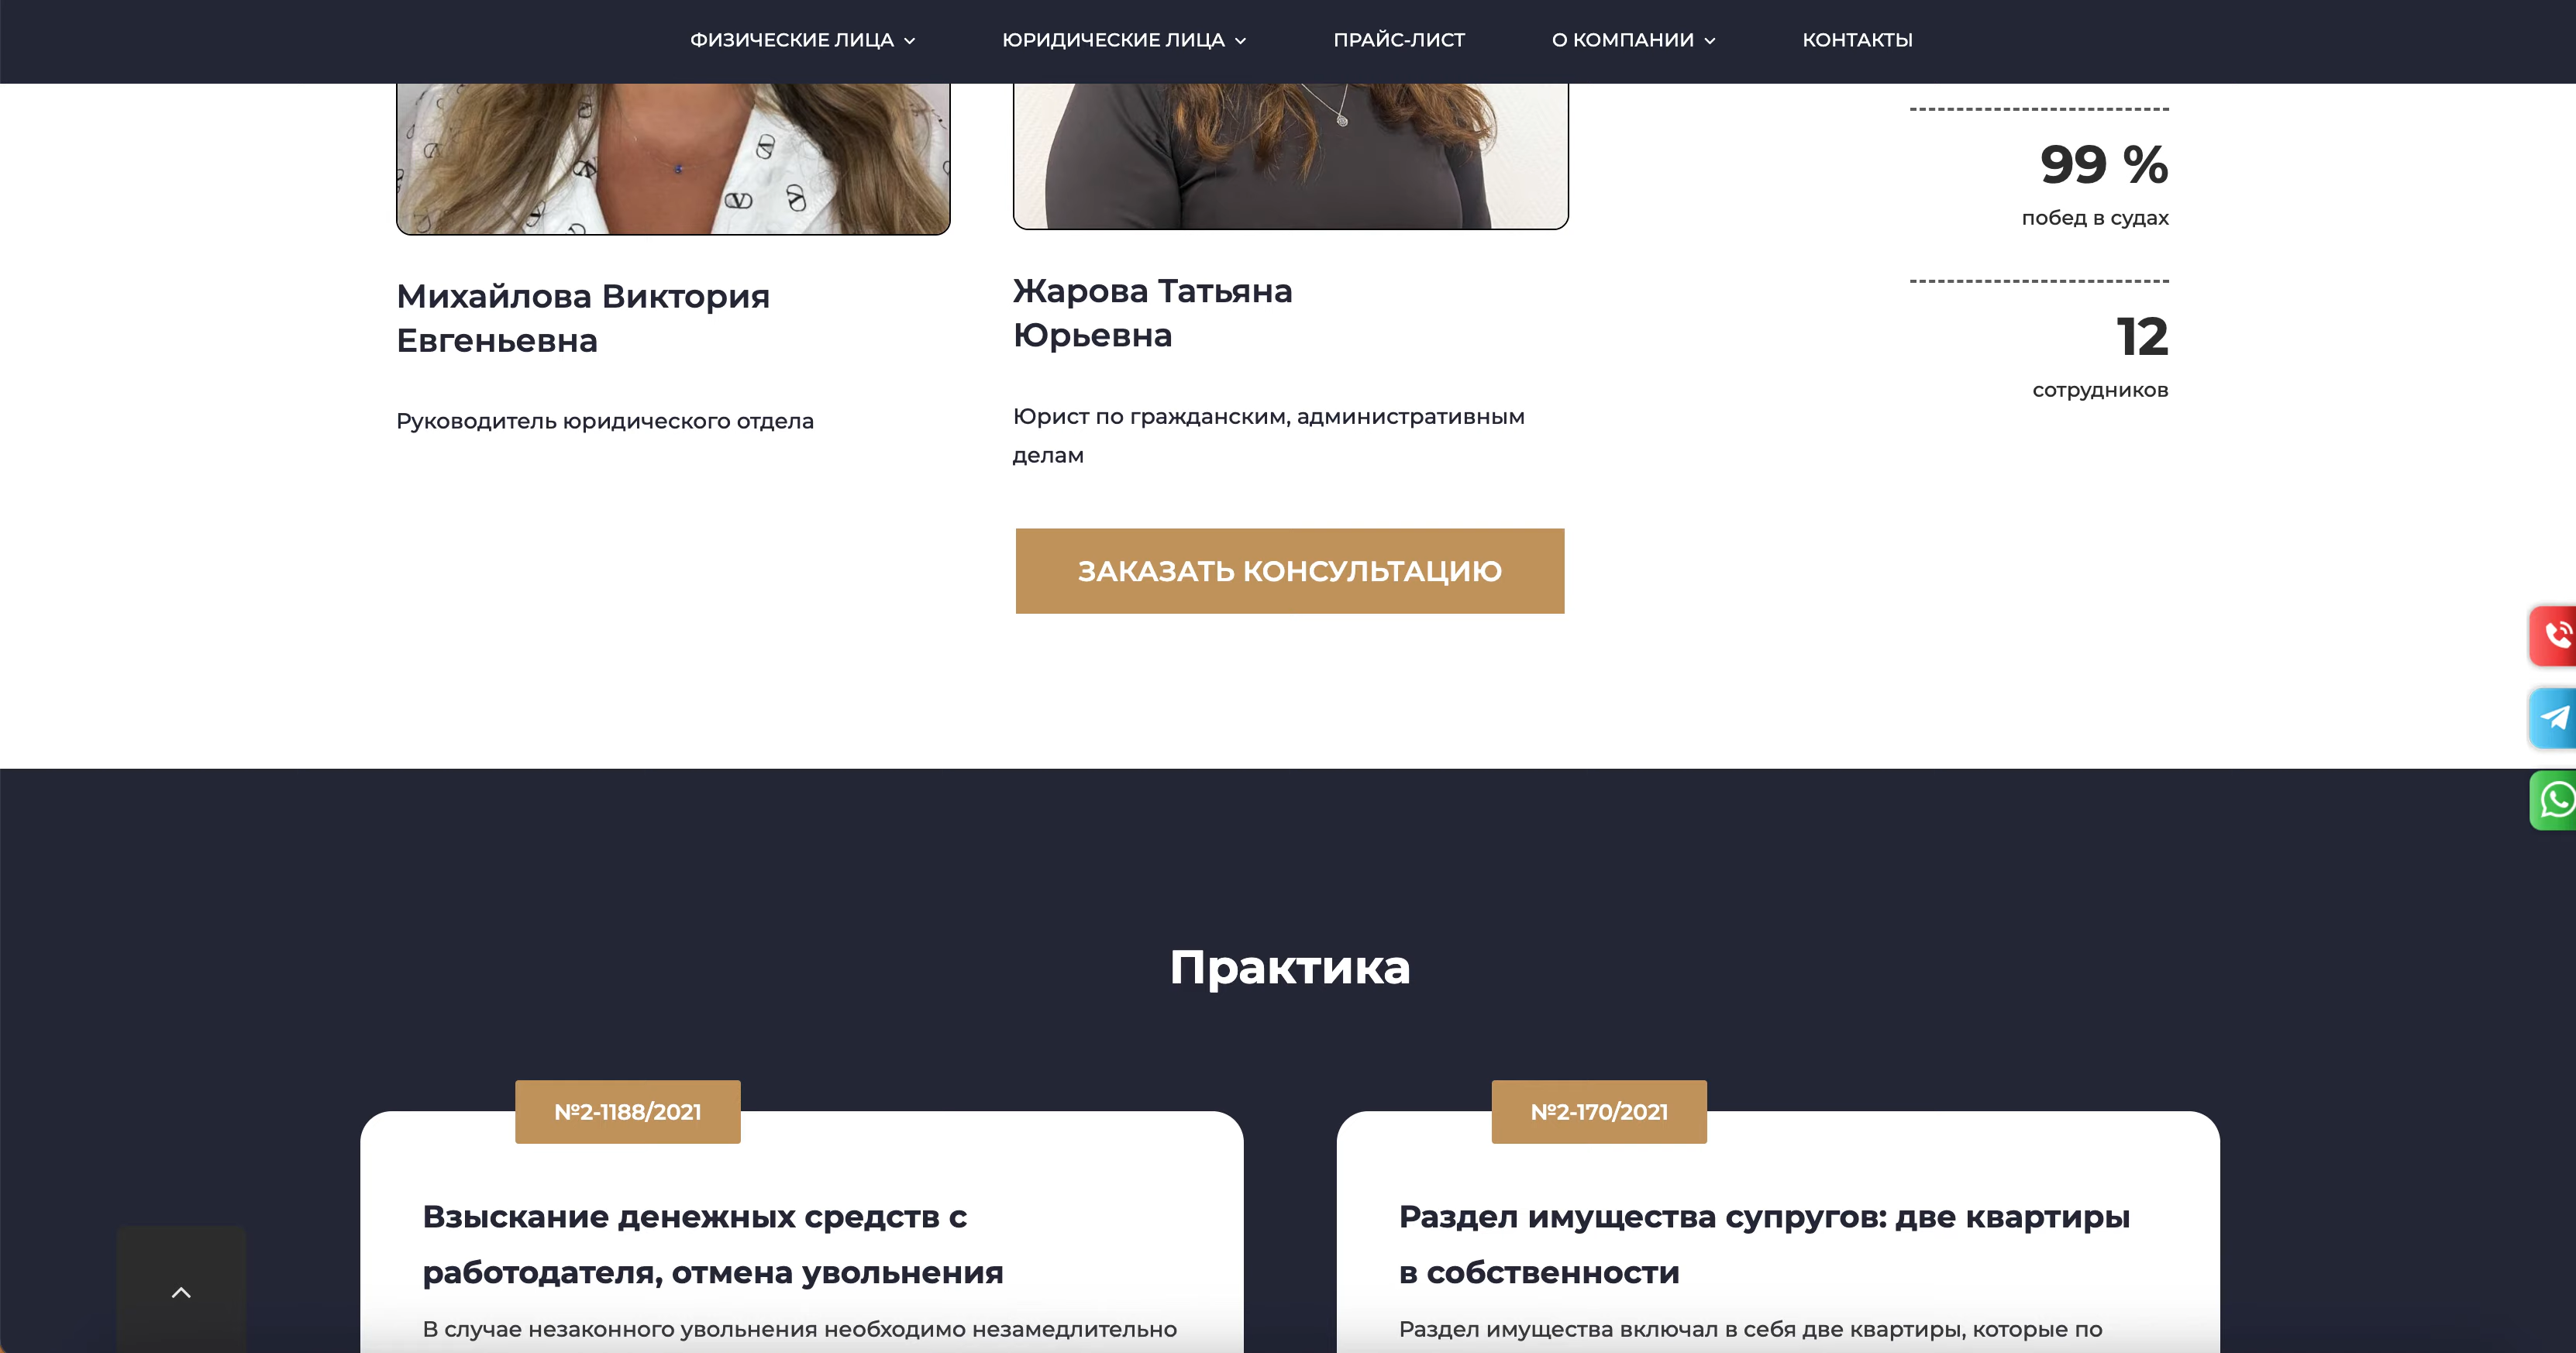 ФИЗИЧЕСКИЕ ЛИЦА
ЮРИДИЧЕСКИЕ ЛИЦА
ПРАЙС-ЛИСТ
О КОМПАНИИ
КОНТАКТЫ
Михайлова Виктория
Евгеньевна
Руководитель юридического отдела
Жарова Татьяна
Юрьевна
Юрист по гражданским, административным
делам
ЗАКАЗАТЬ КОНСУЛЬТАЦИЮ
99 %
побед в судах
12
сотрудников
Практика
№2-1188/2021
Взыскание денежных средств с
работодателя, отмена увольнения
В случае незаконного увольнения необходимо незамедлительно
№2-170/2021
Раздел имущества супругов: две квартиры
в собственности
Раздел имущества включал в себя две квартиры, которые по